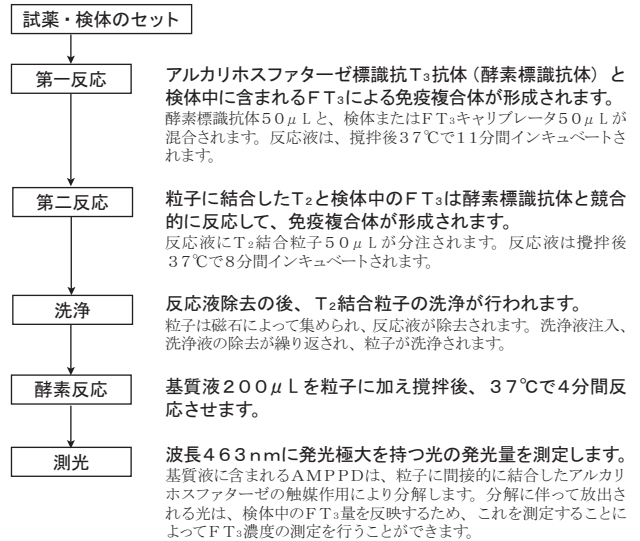 試薬・検体のセット
第一反応
アルカリホスファターゼ標識抗T₃抗体（酵素標識抗体）と
検体中に含まれるFT₃による免疫複合体が形成されます。
酵素標識抗体50μLと、検体またはFT₃キャリブレータ50μLが
混合されます。反応液は、撹拌後37℃で11分間インキュベートさ
れます。
第二反応
粒子に結合したT₂と検体中のFT₃は酵素標識抗体と競合
的に反応して、免疫複合体が形成されます。
反応液にT₂結合粒子50μLが分注されます。反応液は攪拌後
37℃で8分間インキュベートされます。
洗浄
反応液除去の後、T₂結合粒子の洗浄が行われます。
粒子は磁石によって集められ、反応液が除去されます。洗浄液注入、
洗浄液の除去が繰り返され、粒子が洗浄されます。
酵素反応
基質液200μLを粒子に加え撹拌後、37℃で4分間反
応させます。
測光
波長463nmに発光極大を持つ光の発光量を測定します。
基質液に含まれるAMPPDは、粒子に間接的に結合したアルカリ
ホスファターゼの触媒作用により分解します。分解に伴って放出さ
れる光は、検体中のFT₃量を反映するため、これを測定することに
よってFT₃濃度の測定を行うことができます。